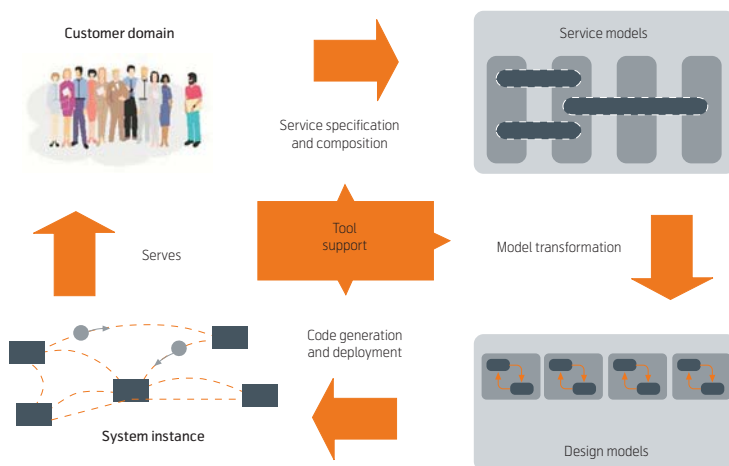 Customer domain
Service models
Service specification
and composition
Tool
support
Serves
Model transformation
Code generation
and deployment
System instance
Design models